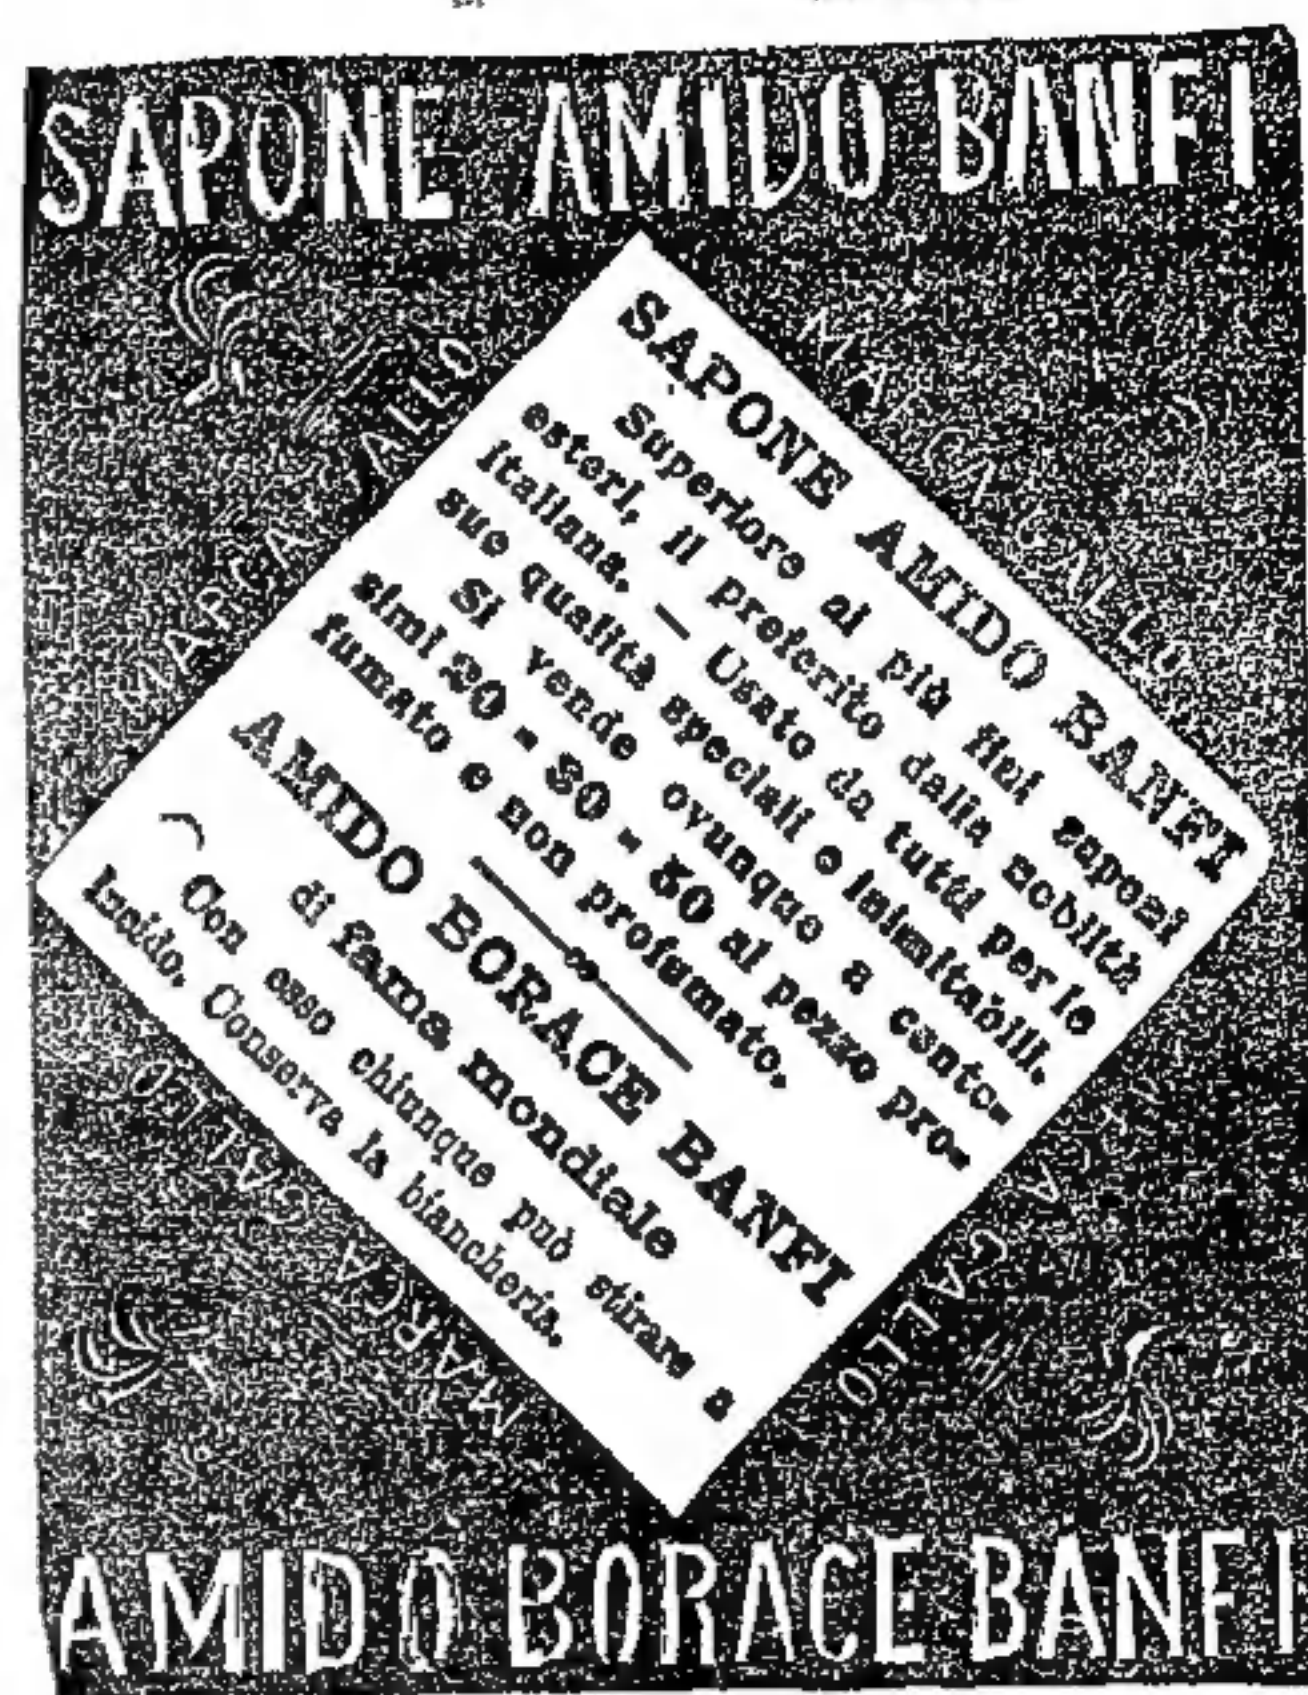 SAPONE AMIDO BANFI
MARCA GALLO
MARCA GALLO
SAPONE AMIDO BANFI
Superiore ai più fini saponi
esteri, il preferito dalla nobiltà
italiana. — Usato da tutti per le
sue qualità speciali e inimitabili.
Si vende ovunque a cente-
simi 20 - 30 - 50 al pezzo pro-
fumato e non profumato.
AMIDO BORACE BANFI
di fama mondiale
Con esso chiunque può stirare a
lucido. Conserva la biancheria.
MARCA GALLO
GALLO
AMIDO BORACE BANFI